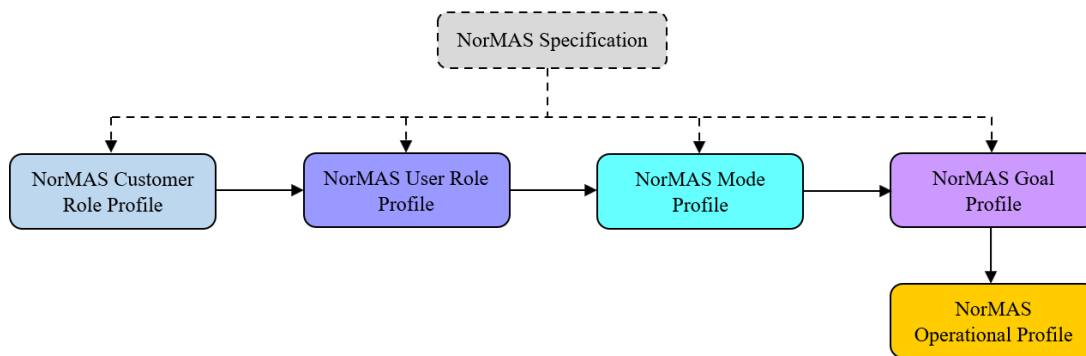 NorMAS Specification
NorMAS Customer
Role Profile
NorMAS User Role
Profile
NorMAS Mode
Profile
NorMAS Goal
Profile
NorMAS
Operational Profile